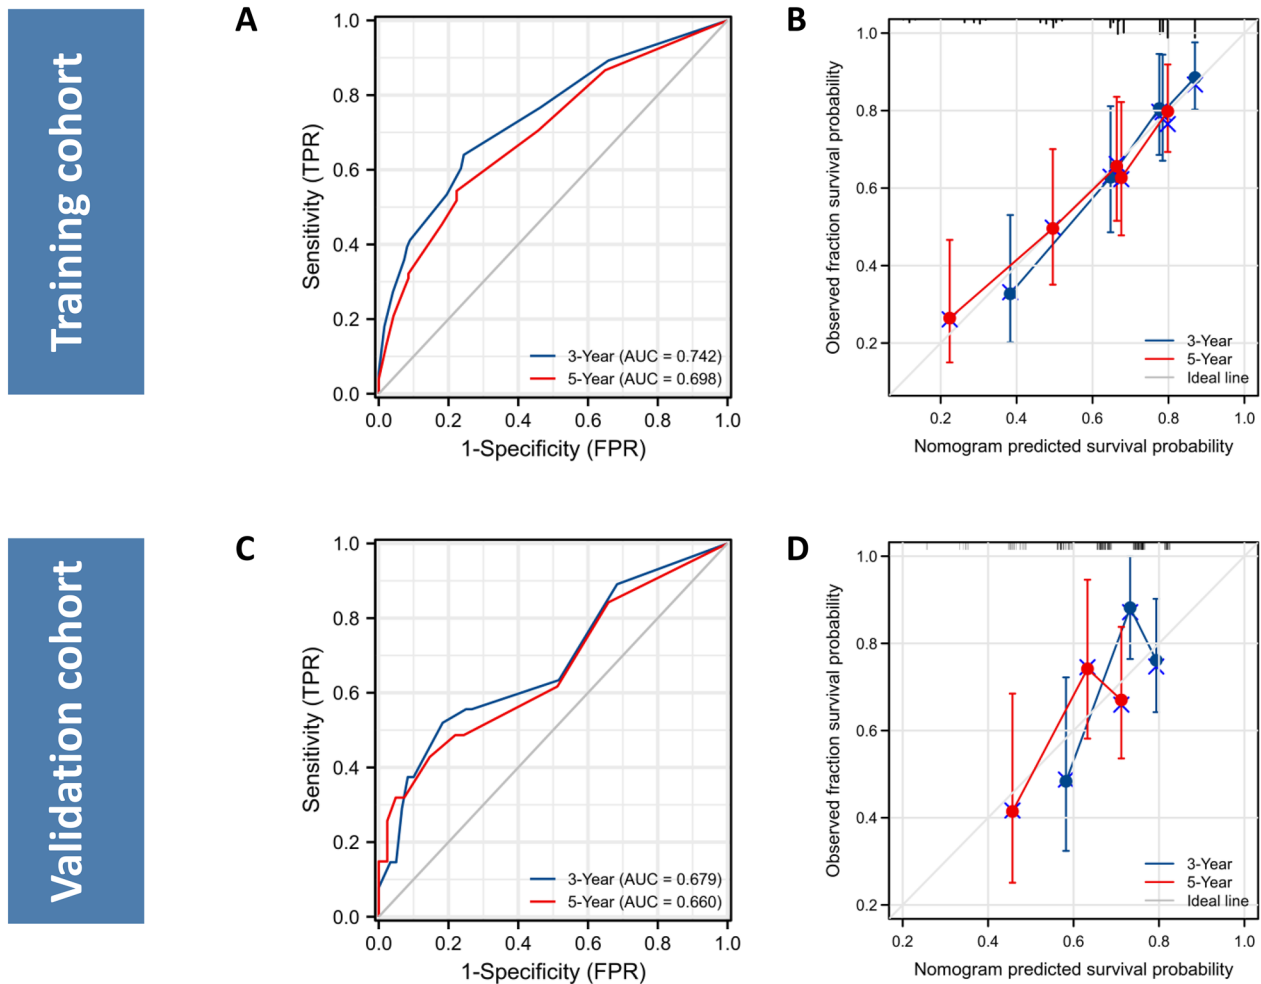 Training cohort
A
1.0
0.8
0.6
0.4
0.2
0.0
Sensitivity (TPR)
3-Year (AUC = 0.742)
5-Year (AUC = 0.698)
0.0 0.2 0.4 0.6 0.8 1.0
1-Specificity (FPR)
B
1.0
0.8
0.6
0.4
0.2
Observed fraction survival probability
3-Year
5-Year
Ideal line
0.2 0.4 0.6 0.8 1.0
Nomogram predicted survival probability
Validation cohort
C
1.0
0.8
0.6
0.4
0.2
0.0
Sensitivity (TPR)
3-Year (AUC = 0.679)
5-Year (AUC = 0.660)
0.0 0.2 0.4 0.6 0.8 1.0
1-Specificity (FPR)
D
1.0
0.8
0.6
0.4
0.2
Observed fraction survival probability
3-Year
5-Year
Ideal line
0.2 0.4 0.6 0.8 1.0
Nomogram predicted survival probability